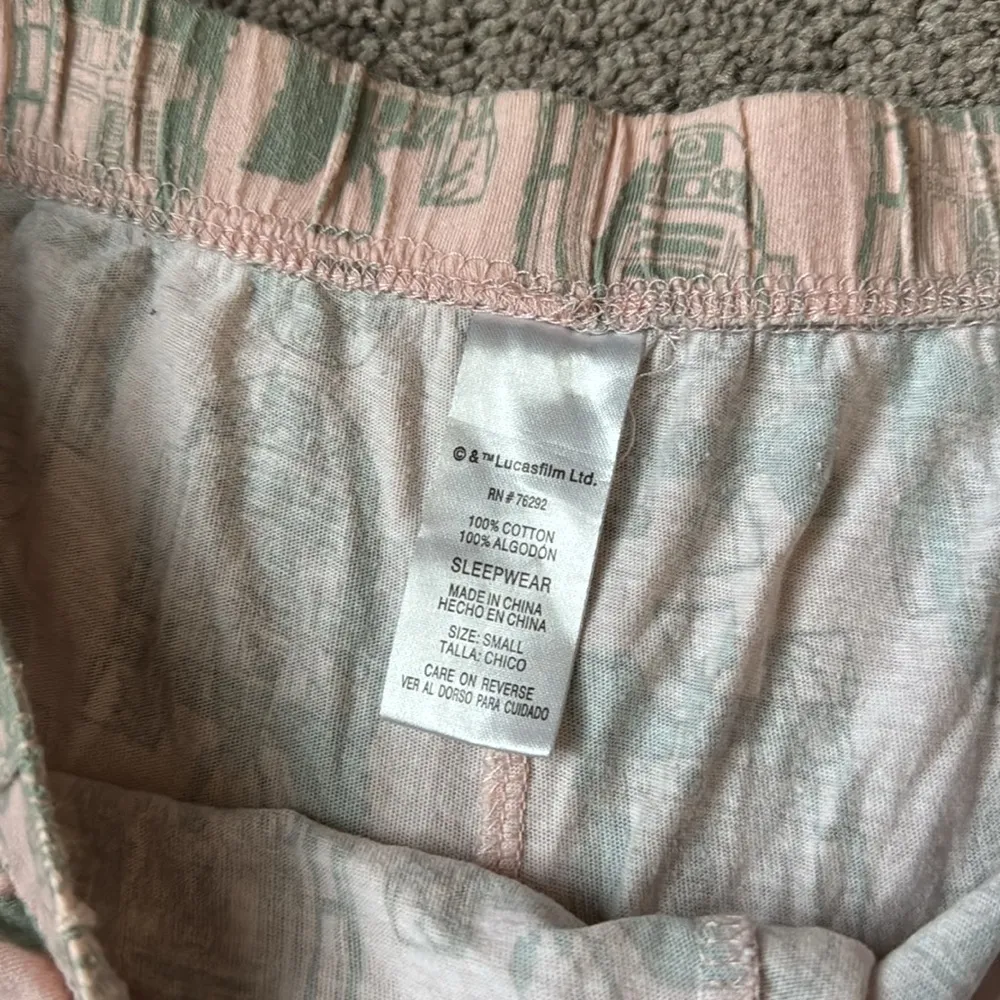 © & ™ Lucasfilm Ltd.
RN # 76292
100% COTTON
100% ALGODÓN
SLEEPWEAR
MADE IN CHINA
HECHO EN CHINA
SIZE: SMALL
TALLA: CHICO
CARE ON REVERSE
VER AL DORSO PARA CUIDADO